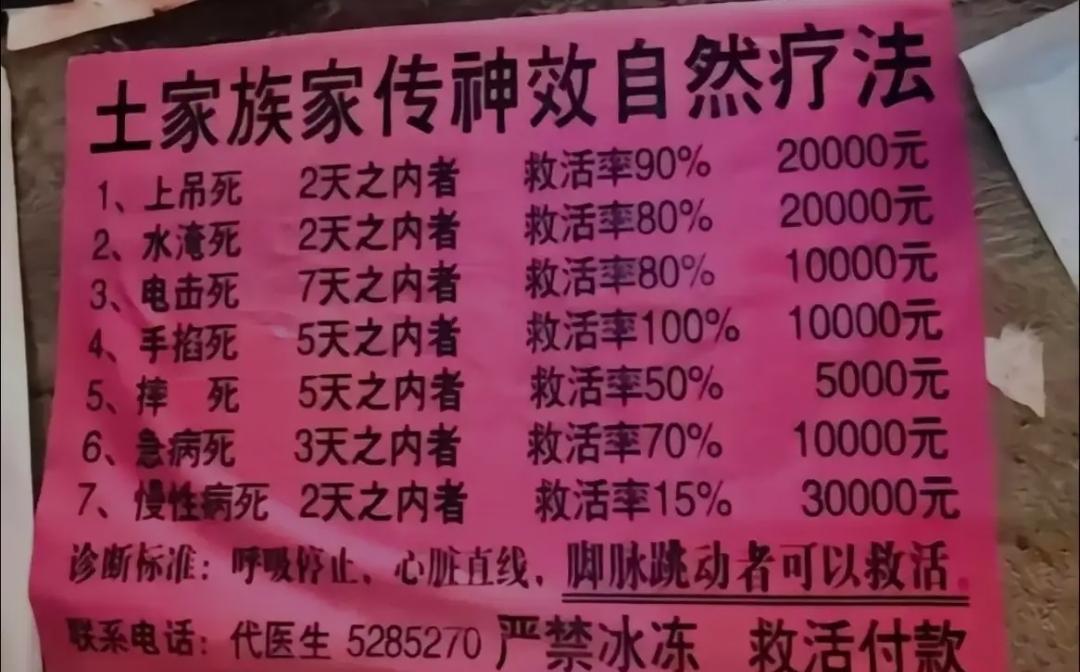 土家族家传神效自然疗法
1、上吊死 2天之内者 救活率90% 20000元
2、水淹死 2天之内者 救活率80% 20000元
3、电击死 7天之内者 救活率80% 10000元
4、手掐死 5天之内者 救活率100% 10000元
5、摔 死 5天之内者 救活率50% 5000元
6、急病死 3天之内者 救活率70% 10000元
7、慢性病死 2天之内者 救活率15% 30000元
诊断标准：呼吸停止、心脏直线，脚脉跳动者可以救活。
联系电话：代医生 5285270 严禁冰冻 救活付款